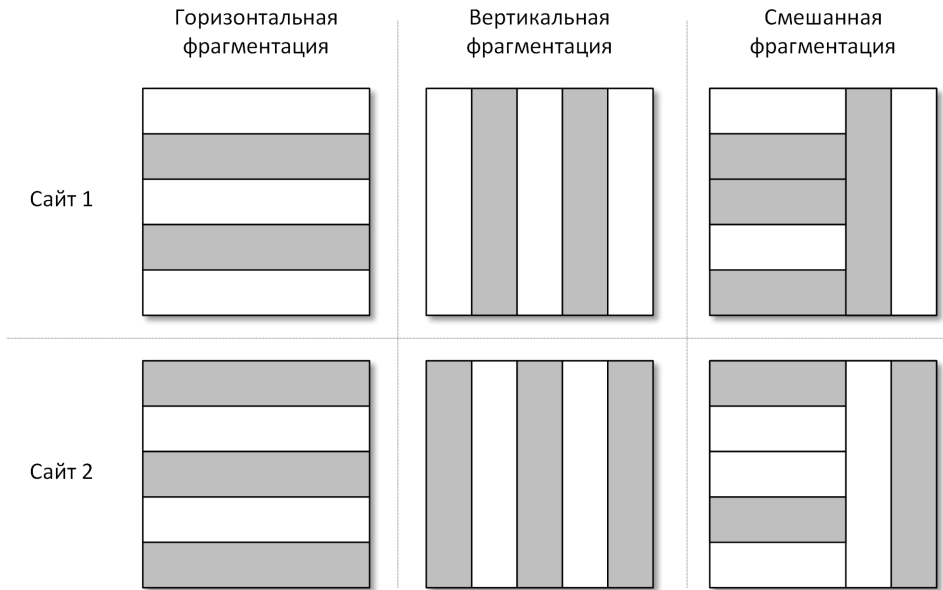 Горизонтальная
фрагментация
Вертикальная
фрагментация
Смешанная
фрагментация
Сайт 1
Сайт 2